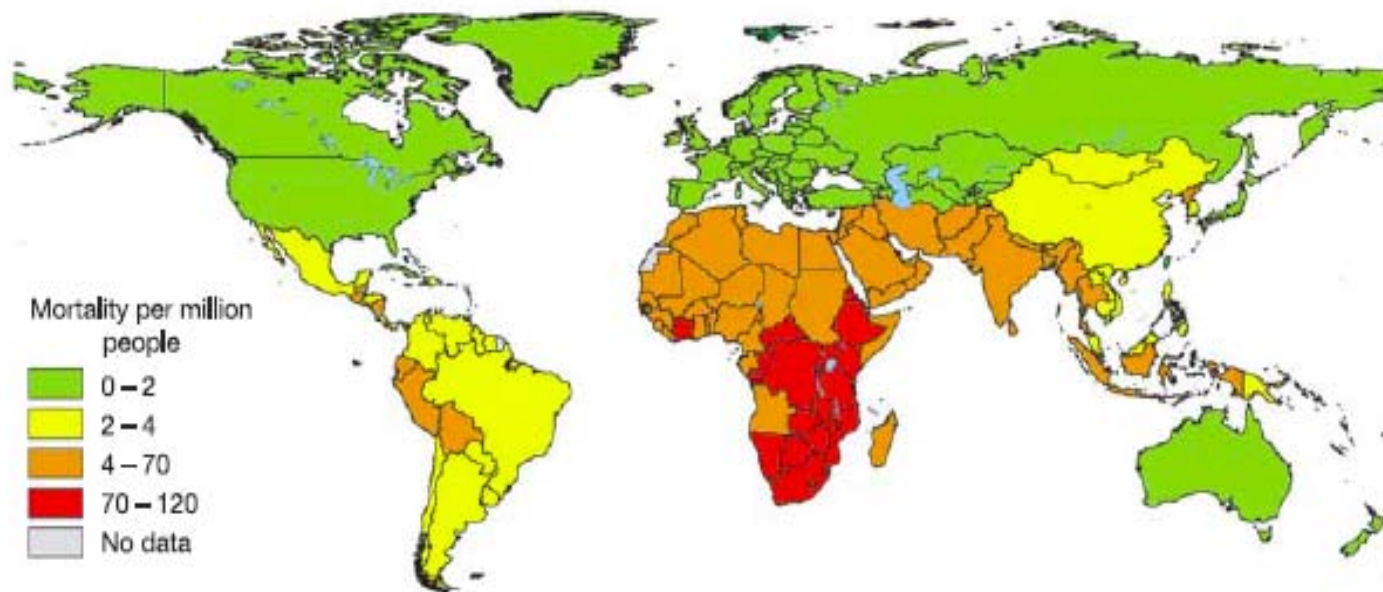 Mortality per million
people
0–2
2–4
4–70
70–120
No data